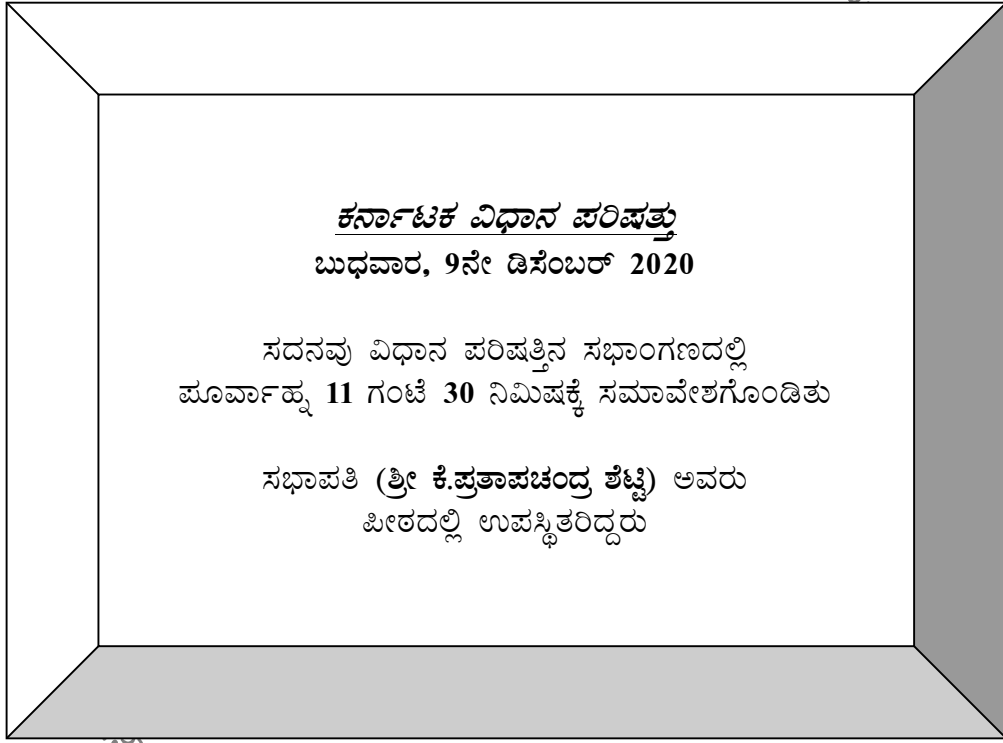 ಕರ್ನಾಟಕ ವಿಧಾನ ಪರಿಷತ್ತು
ಬುಧವಾರ, 9ನೇ ಡಿಸೆಂಬರ್ 2020
ಸದನವು ವಿಧಾನ ಪರಿಷತ್ತಿನ ಸಭಾಂಗಣದಲ್ಲಿ
ಪೂರ್ವಾಹ್ನ 11 ಗಂಟೆ 30 ನಿಮಿಷಕ್ಕೆ ಸಮಾವೇಶಗೊಂಡಿತು
ಸಭಾಪತಿ (ಶ್ರೀ ಕೆ.ಪ್ರತಾಪಚಂದ್ರ ಶೆಟ್ಟಿ) ಅವರು
ಪೀಠದಲ್ಲಿ ಉಪಸ್ಥಿತರಿದ್ದರು